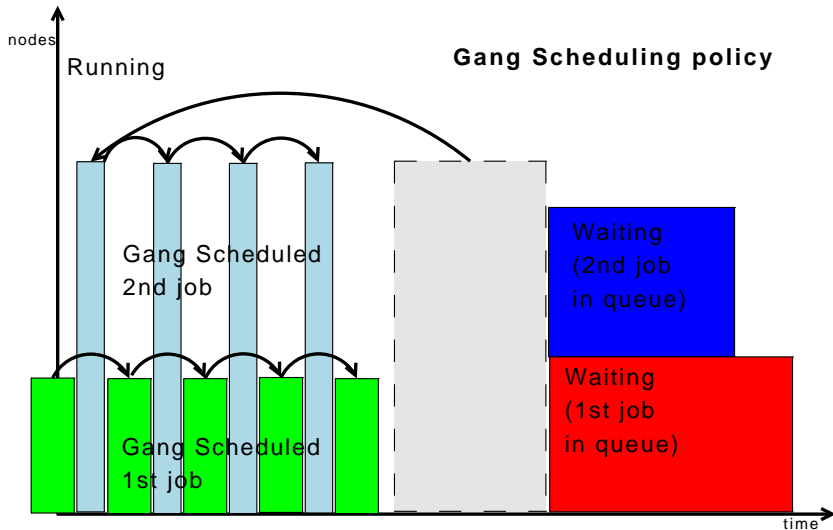 nodes
Running
Gang Scheduling policy
Gang Scheduled
2nd job
Waiting
(2nd job
in queue)
Waiting
(1st job
in queue)
Gang Scheduled
1st job
time